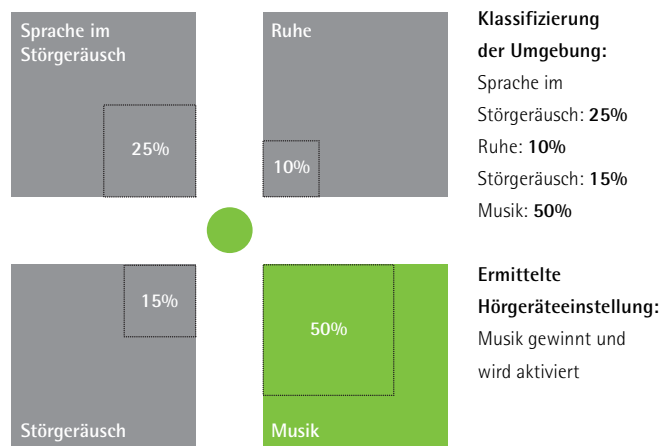 Sprache im
Störgeräusch
25%
Ruhe
10%
15%
Störgeräusch
50%
Musik
Klassifizierung
der Umgebung:
Sprache im
Störgeräusch: 25%
Ruhe: 10%
Störgeräusch: 15%
Musik: 50%
Ermittelte
Hörgeräteeinstellung:
Musik gewinnt und
wird aktiviert